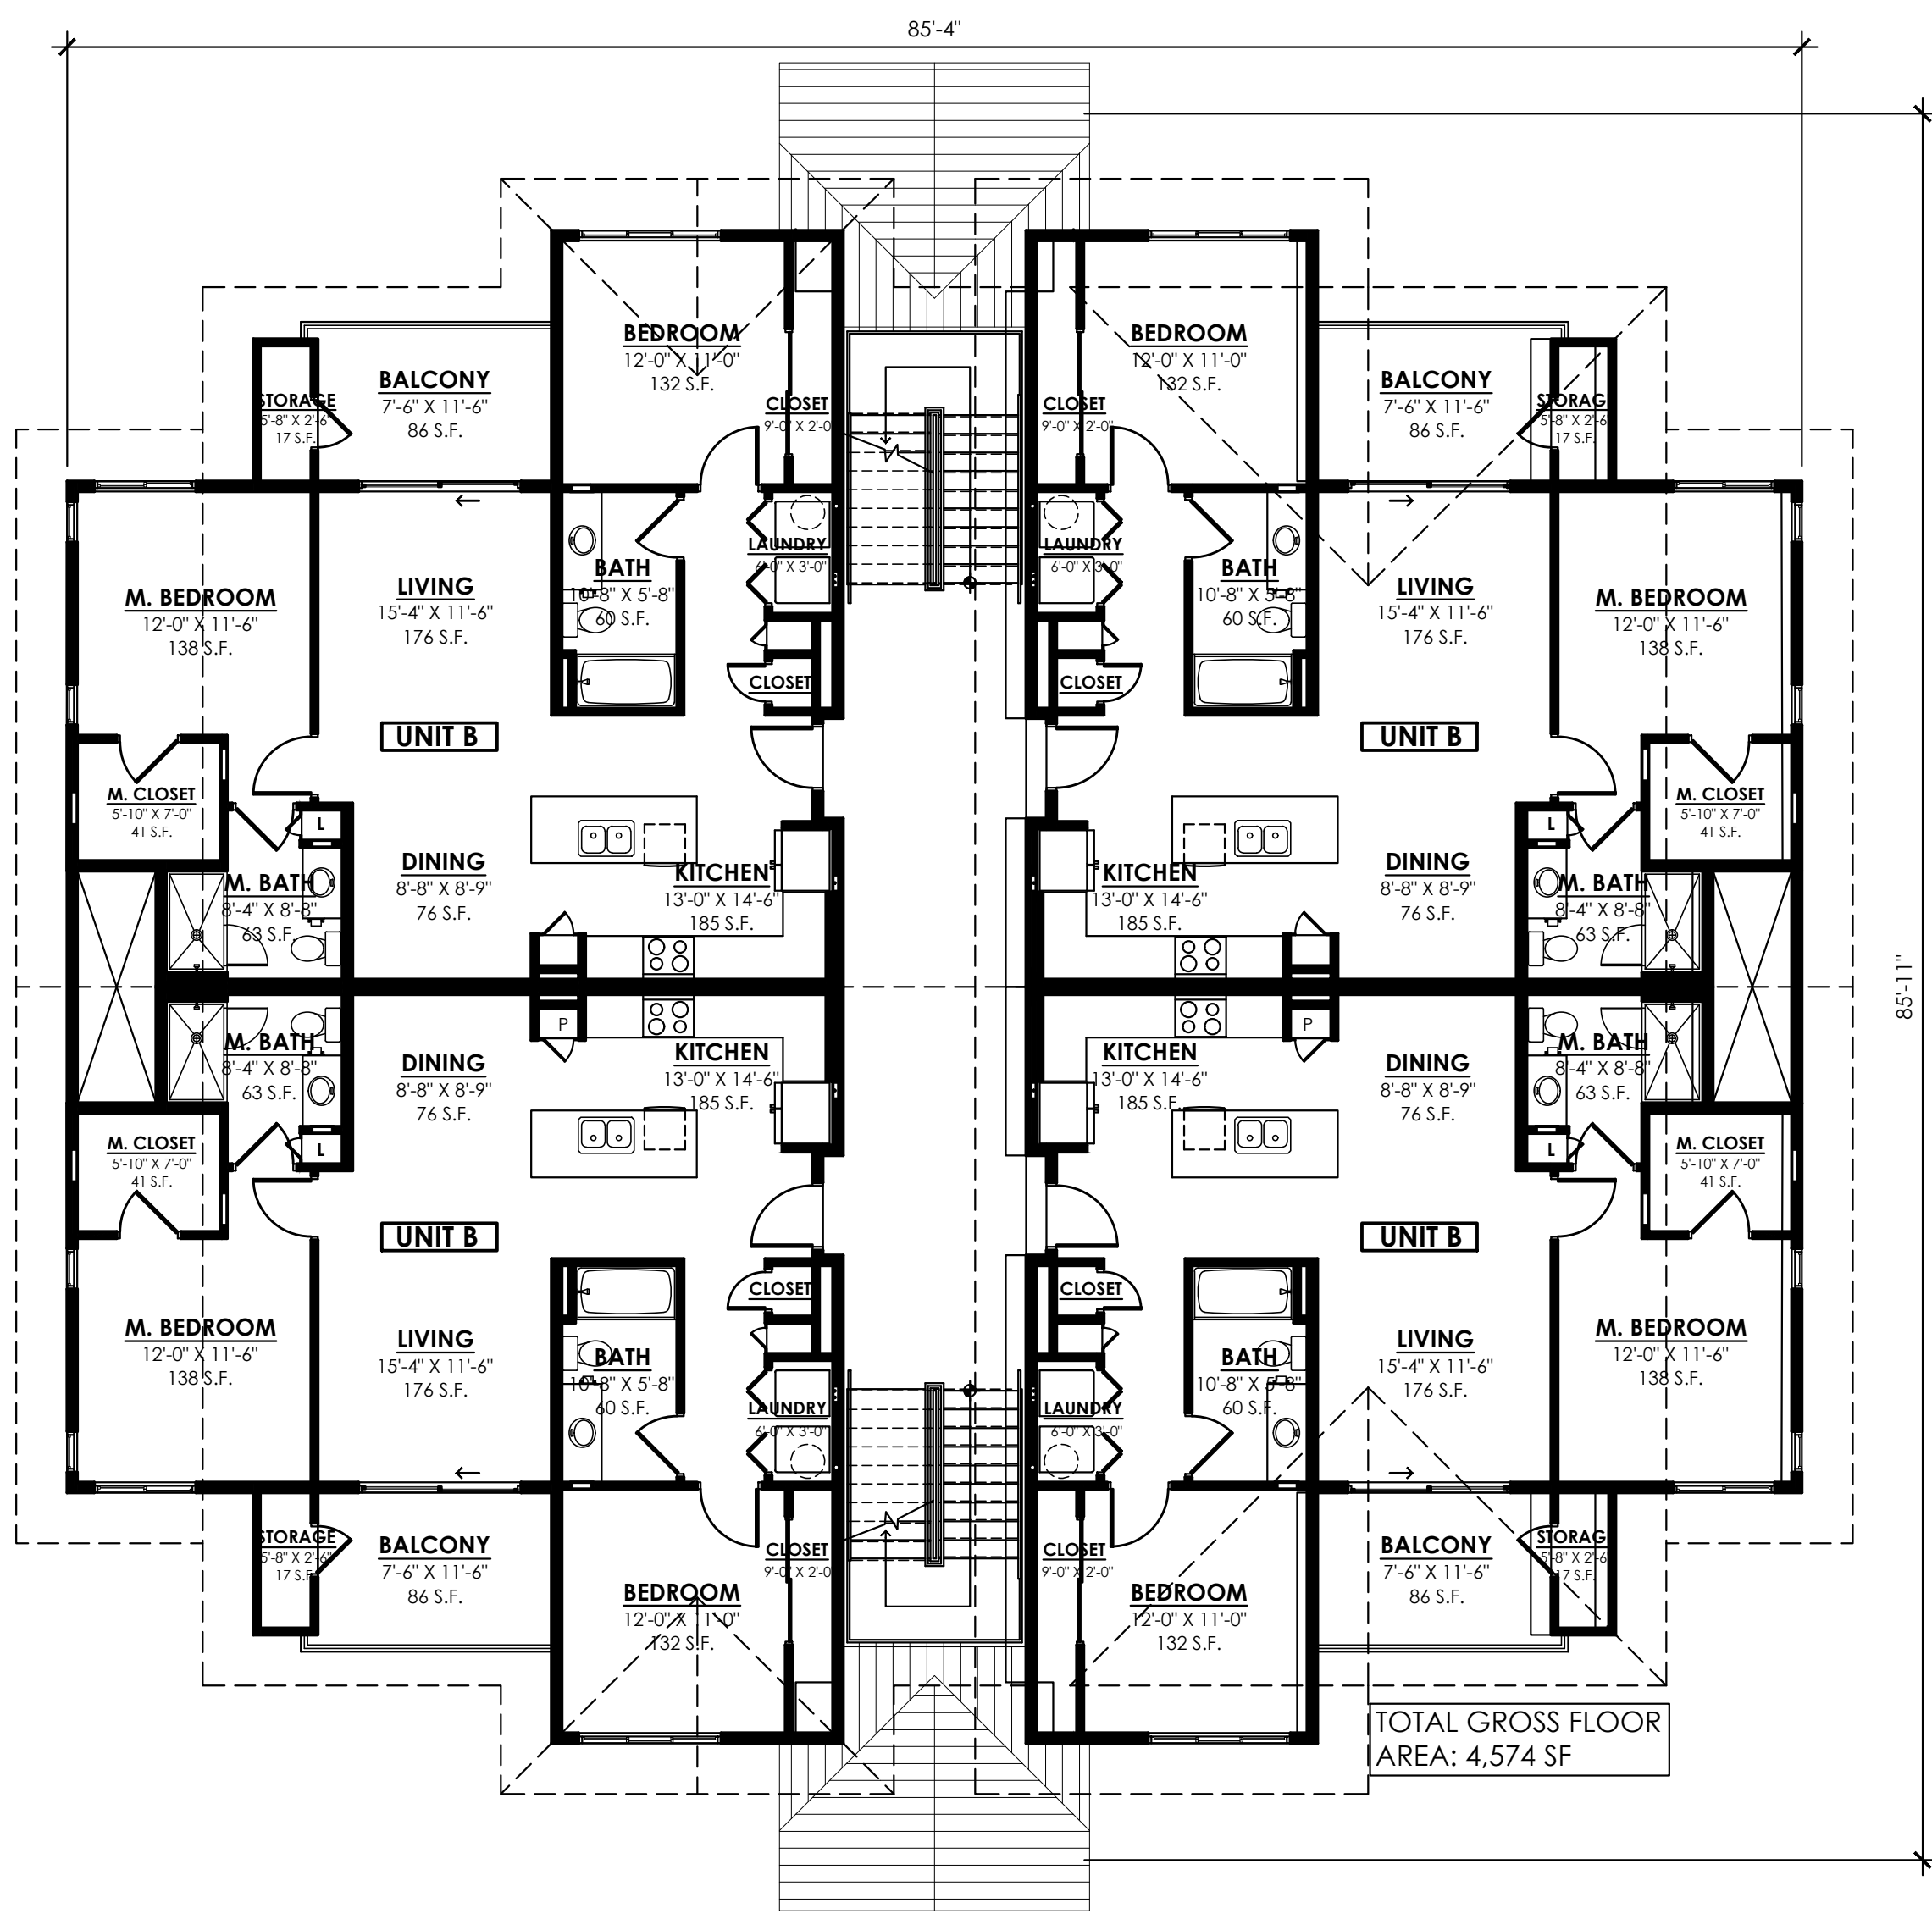 85'-4"
BEDROOM
12'-0" X 11'-0"
132 S.F.
BEDROOM
12'-0" X 11'-0"
132 S.F.
BALCONY
7'-6" X 11'-6"
86 S.F.
BALCONY
7'-6" X 11'-6"
86 S.F.
STORAGE
5'-8" X 2'-6"
17 S.F.
CLOSET
9'-0" X 2'-0
CLOSET
9'-0" X 2'-0"
STORAG
5'-8" X 2'-6
17 S.F.
LAUNDRY
6'-0" X 3'-0"
LAUNDRY
6'-0" X 3'-0"
M. BEDROOM
12'-0" X 11'-6"
138 S.F.
LIVING
15'-4" X 11'-6"
176 S.F.
BATH
10'-8" X 5'-8"
60 S.F.
BATH
10'-8" X 5'-8"
60 S.F.
LIVING
15'-4" X 11'-6"
176 S.F.
M. BEDROOM
12'-0" X 11'-6"
138 S.F.
CLOSET
CLOSET
UNIT B
UNIT B
M. CLOSET
5'-10" X 7'-0"
41 S.F.
M. CLOSET
5'-10" X 7'-0"
41 S.F.
L
L
DINING
8'-8" X 8'-9"
76 S.F.
KITCHEN
13'-0" X 14'-6"
185 S.F.
KITCHEN
13'-0" X 14'-6"
185 S.F.
DINING
8'-8" X 8'-9"
76 S.F.
M. BATH
8'-4" X 8'-8"
63 S.F.
M. BATH
8'-4" X 8'-8"
63 S.F.
85'-11"
P
P
M. BATH
8'-4" X 8'-8"
63 S.F.
DINING
8'-8" X 8'-9"
76 S.F.
KITCHEN
13'-0" X 14'-6"
185 S.F.
KITCHEN
13'-0" X 14'-6"
185 S.F.
DINING
8'-8" X 8'-9"
76 S.F.
M. BATH
8'-4" X 8'-8"
63 S.F.
M. CLOSET
5'-10" X 7'-0"
41 S.F.
L
L
M. CLOSET
5'-10" X 7'-0"
41 S.F.
UNIT B
UNIT B
CLOSET
CLOSET
M. BEDROOM
12'-0" X 11'-6"
138 S.F.
LIVING
15'-4" X 11'-6"
176 S.F.
BATH
10'-8" X 5'-8"
60 S.F.
BATH
10'-8" X 5'-8"
60 S.F.
LIVING
15'-4" X 11'-6"
176 S.F.
M. BEDROOM
12'-0" X 11'-6"
138 S.F.
LAUNDRY
6'-0" X 3'-0"
LAUNDRY
6'-0" X 3'-0"
STORAGE
5'-8" X 2'-6"
17 S.F.
BALCONY
7'-6" X 11'-6"
86 S.F.
CLOSET
9'-0" X 2'-0
CLOSET
9'-0" X 2'-0"
BALCONY
7'-6" X 11'-6"
86 S.F.
STORAG
5'-8" X 2'-6
17 S.F.
BEDROOM
12'-0" X 11'-0"
132 S.F.
BEDROOM
12'-0" X 11'-0"
132 S.F.
TOTAL GROSS FLOOR
AREA: 4,574 SF